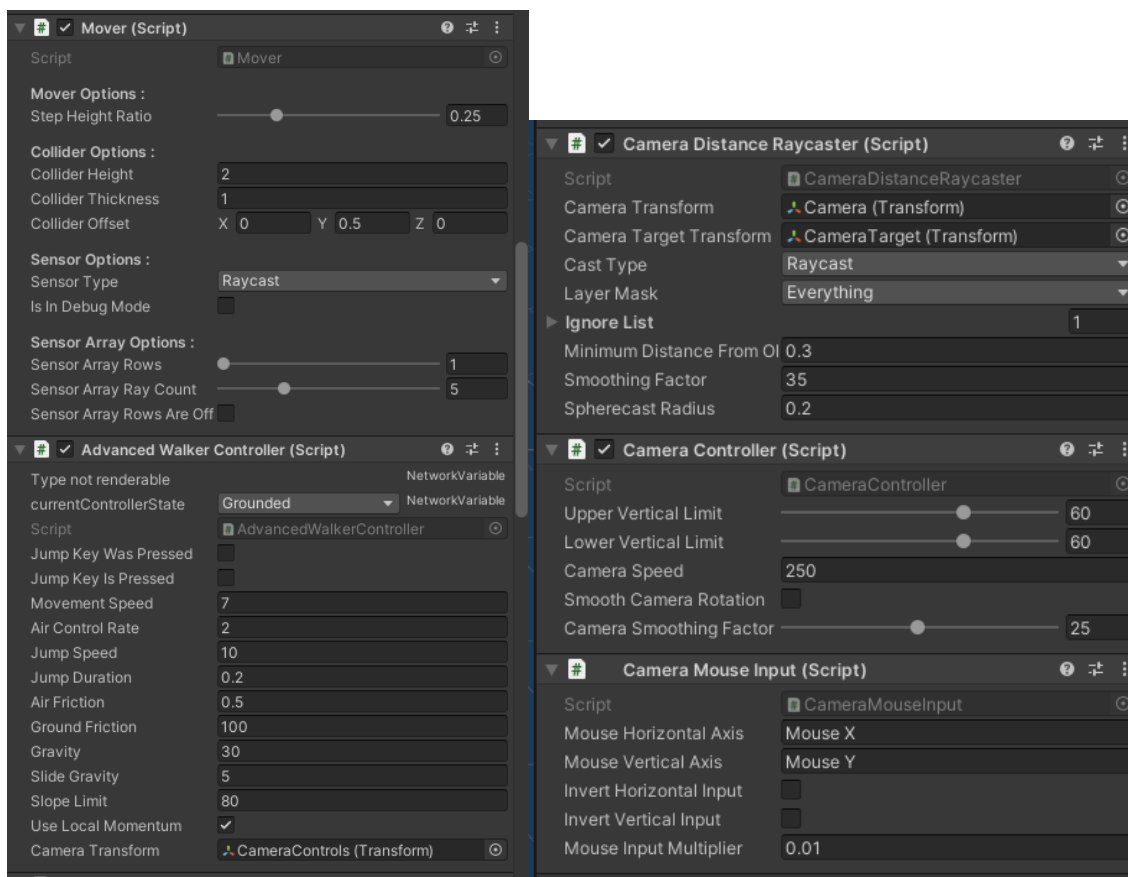 Mover (Script)
Script Mover
Mover Options :
Step Height Ratio 0.25
Collider Options :
Collider Height 2
Collider Thickness 1
Collider Offset X 0 Y 0.5 Z 0
Sensor Options :
Sensor Type Raycast
Is In Debug Mode
Sensor Array Options :
Sensor Array Rows 1
Sensor Array Ray Count 5
Sensor Array Rows Are Off
Advanced Walker Controller (Script)
Type not renderable NetworkVariable
currentControllerState Grounded NetworkVariable
Script AdvancedWalkerController
Jump Key Was Pressed
Jump Key Is Pressed
Movement Speed 7
Air Control Rate 2
Jump Speed 10
Jump Duration 0.2
Air Friction 0.5
Ground Friction 100
Gravity 30
Slide Gravity 5
Slope Limit 80
Use Local Momentum
Camera Transform CameraControls (Transform)
Camera Distance Raycaster (Script)
Script CameraDistanceRaycaster
Camera Transform Camera (Transform)
Camera Target Transform CameraTarget (Transform)
Cast Type Raycast
Layer Mask Everything
Ignore List 1
Minimum Distance From Ol 0.3
Smoothing Factor 35
Spherecast Radius 0.2
Camera Controller (Script)
Script CameraController
Upper Vertical Limit 60
Lower Vertical Limit 60
Camera Speed 250
Smooth Camera Rotation
Camera Smoothing Factor 25
Camera Mouse Input (Script)
Script CameraMouseInput
Mouse Horizontal Axis Mouse X
Mouse Vertical Axis Mouse Y
Invert Horizontal Input
Invert Vertical Input
Mouse Input Multiplier 0.01